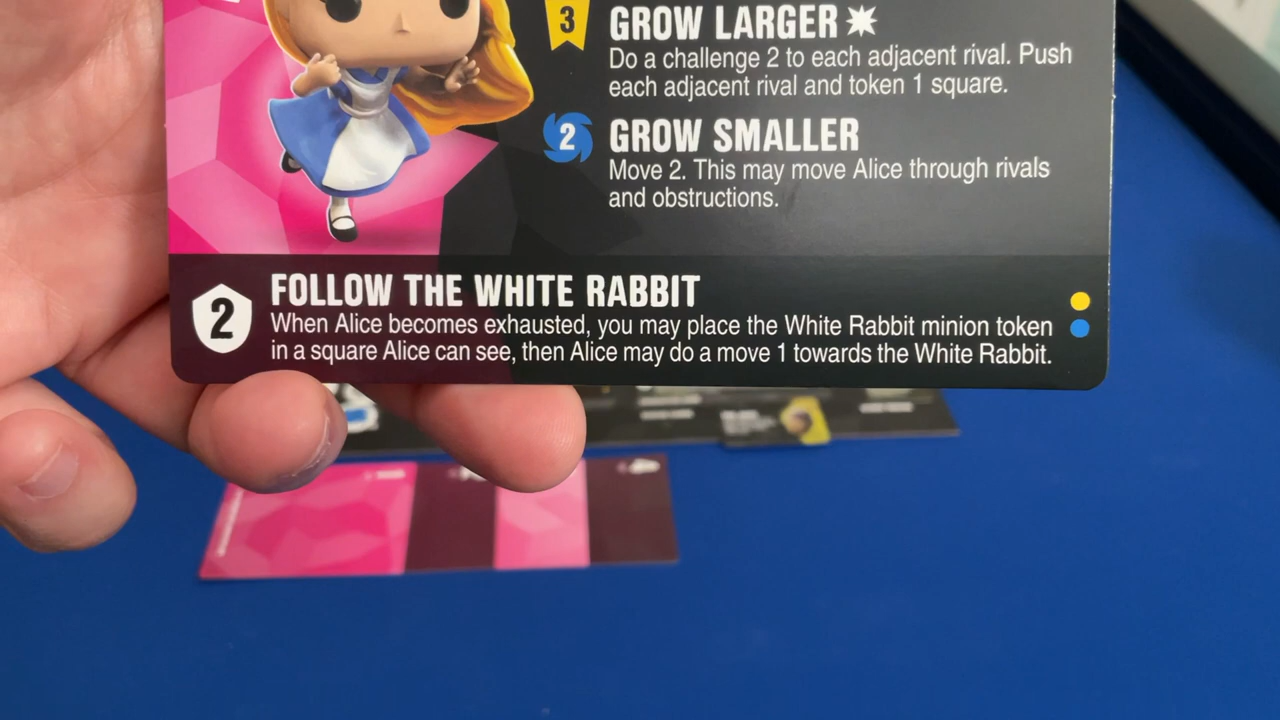 3
GROW LARGER
Do a challenge 2 to each adjacent rival. Push
each adjacent rival and token 1 square.
2
GROW SMALLER
Move 2. This may move Alice through rivals
and obstructions.
2
FOLLOW THE WHITE RABBIT
When Alice becomes exhausted, you may place the White Rabbit minion token
in a square Alice can see, then Alice may do a move 1 towards the White Rabbit.